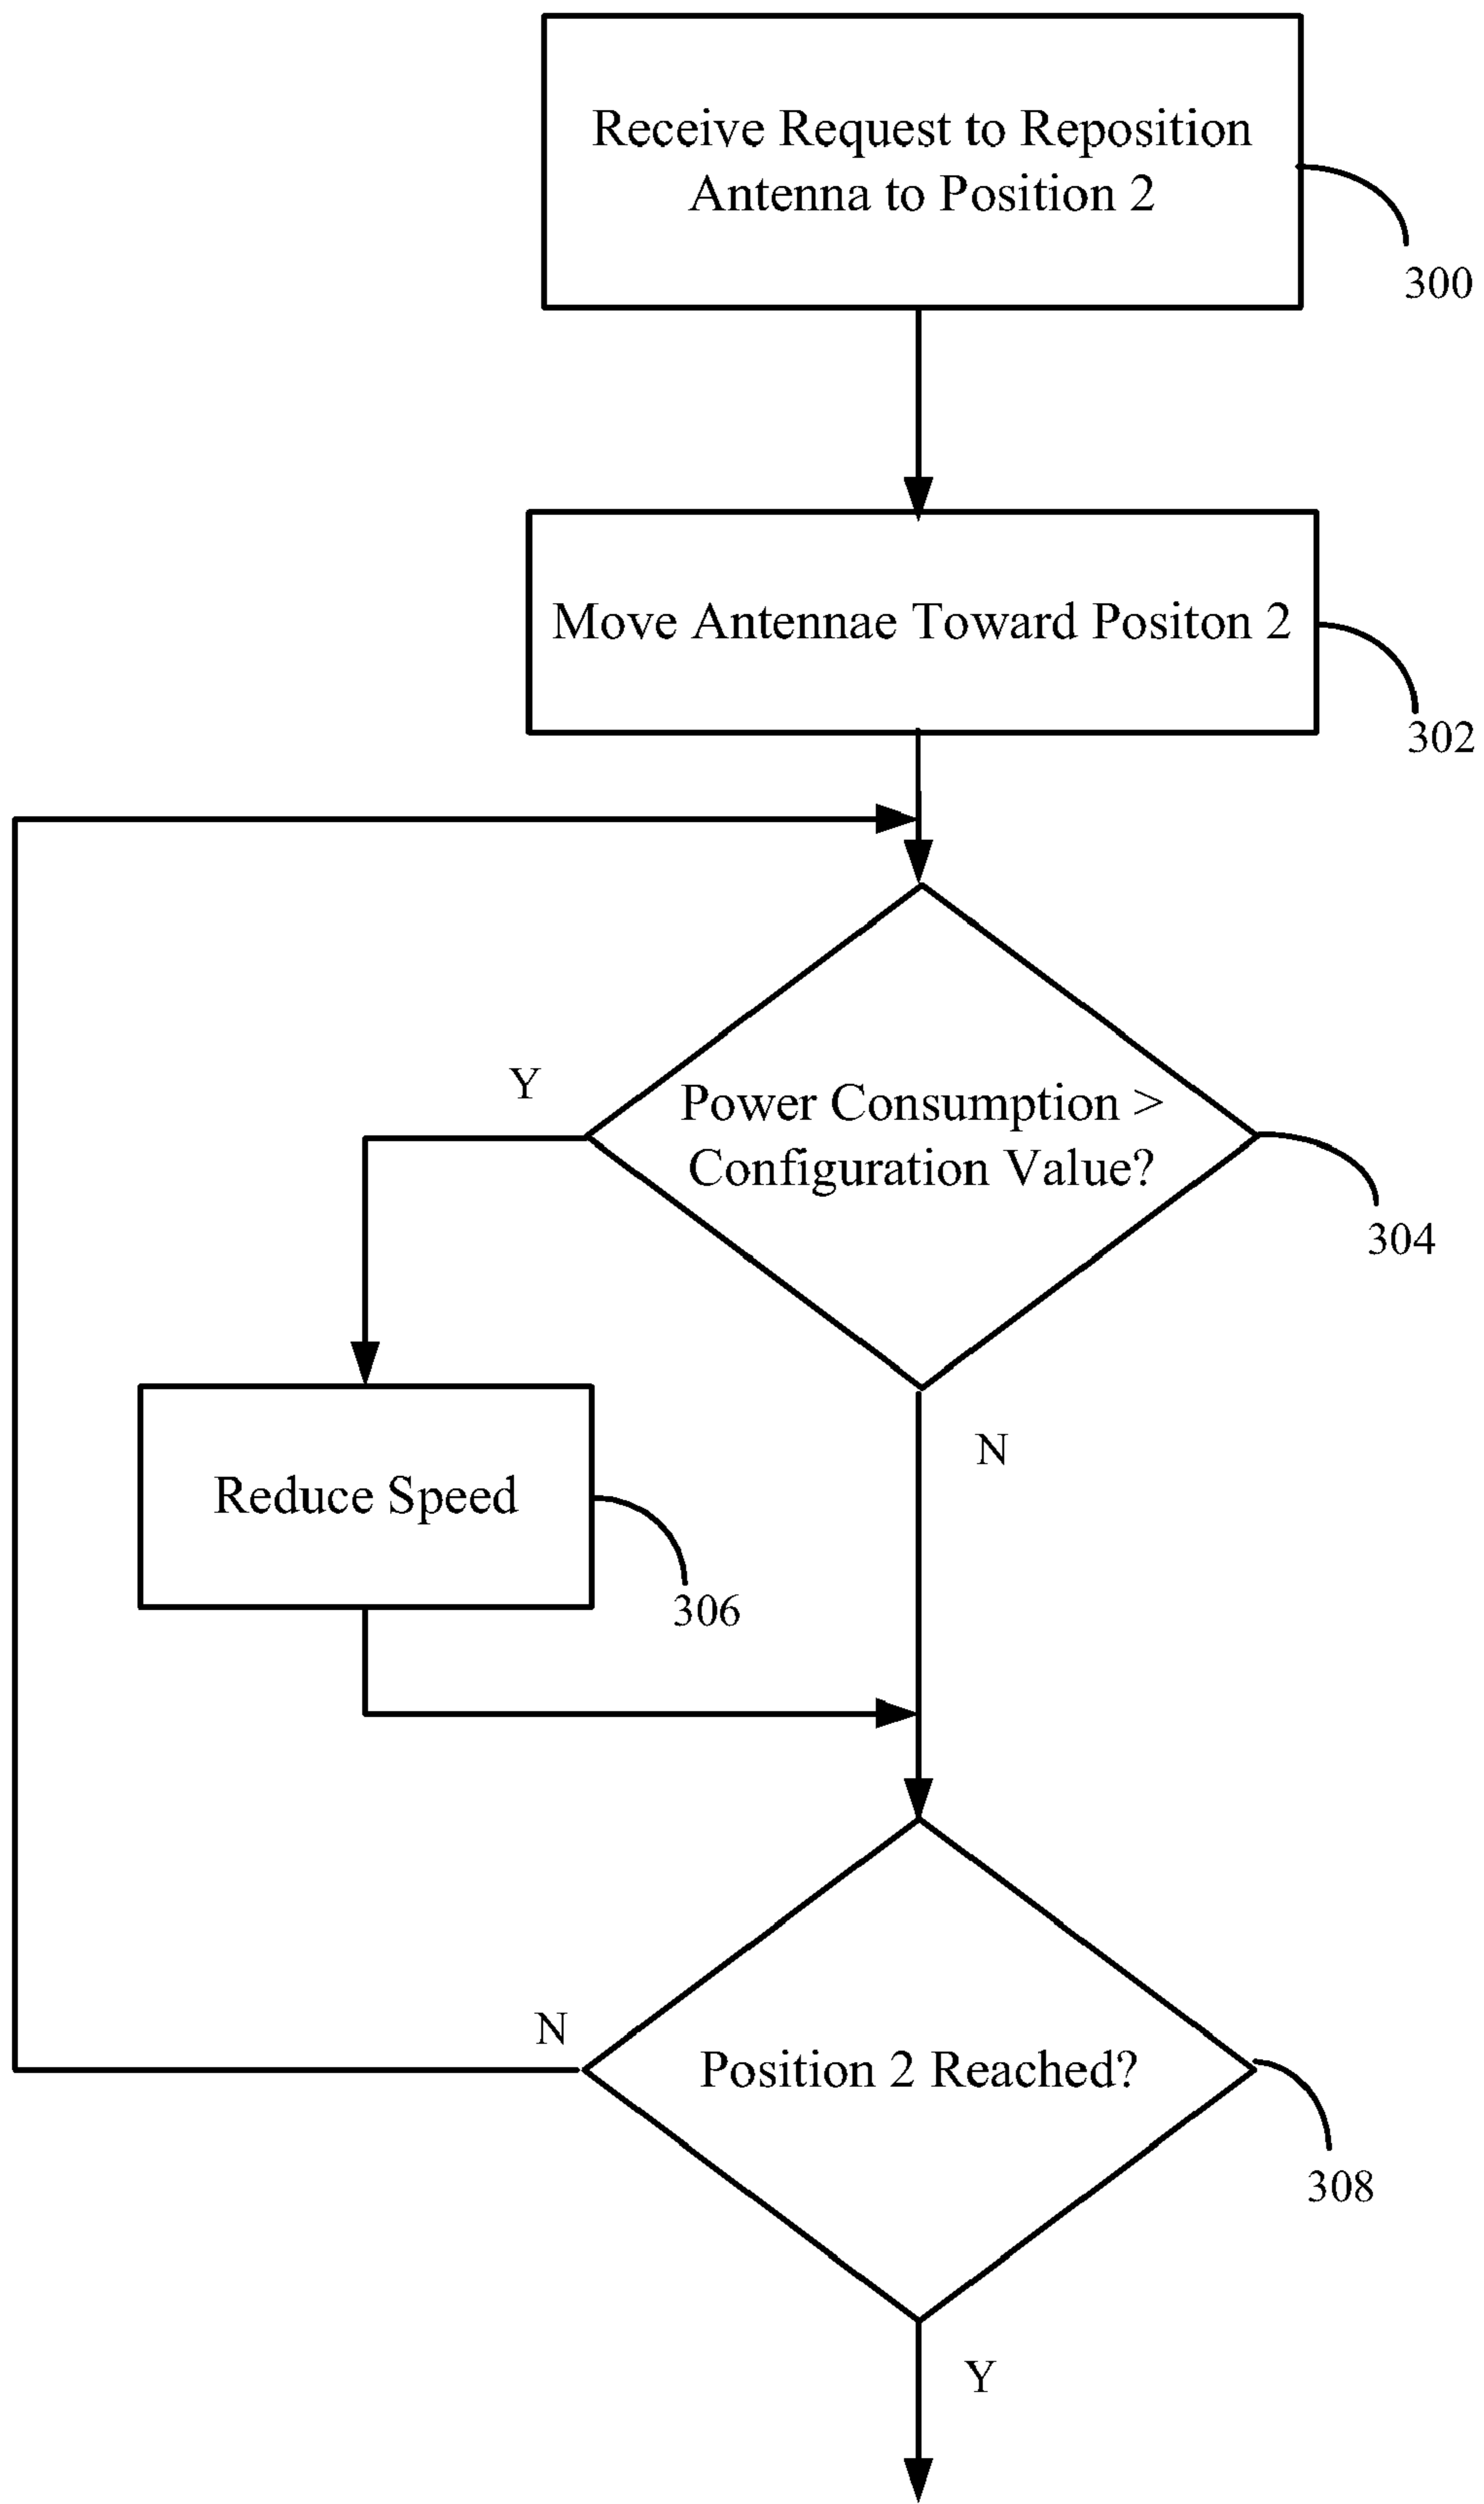 Receive Request to Reposition
Antenna to Position 2
300
Move Antennae Toward Positon 2
302
Y
Power Consumption >
Configuration Value?
304
N
Reduce Speed
306
N
Position 2 Reached?
308
Y